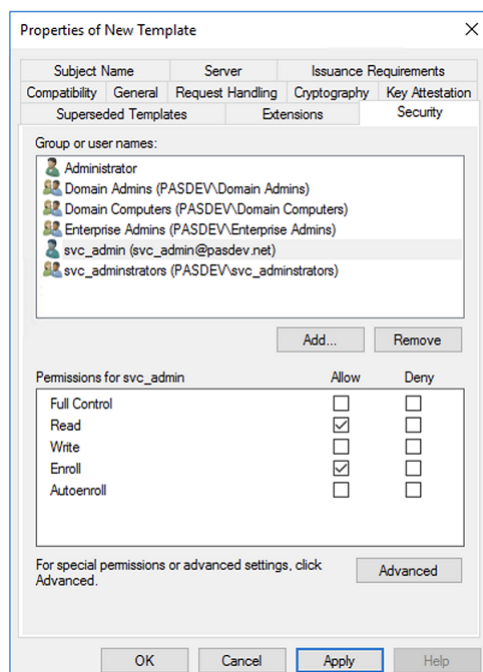 Properties of New Template
Subject Name Server Issuance Requirements
Compatibility General Request Handling Cryptography Key Attestation
Superseded Templates Extensions Security
Group or user names:
Administrator
Domain Admins (PASDEV\Domain Admins)
Domain Computers (PASDEV\Domain Computers)
Enterprise Admins (PASDEV\Enterprise Admins)
svc_admin (svc_admin@pasdev.net)
svc_adminstrators (PASDEV\svc_adminstrators)
Add... Remove
Permissions for svc_admin Allow Deny
Full Control
Read
Write
Enroll
Autoenroll
For special permissions or advanced settings, click
Advanced.
Advanced
OK Cancel Apply Help